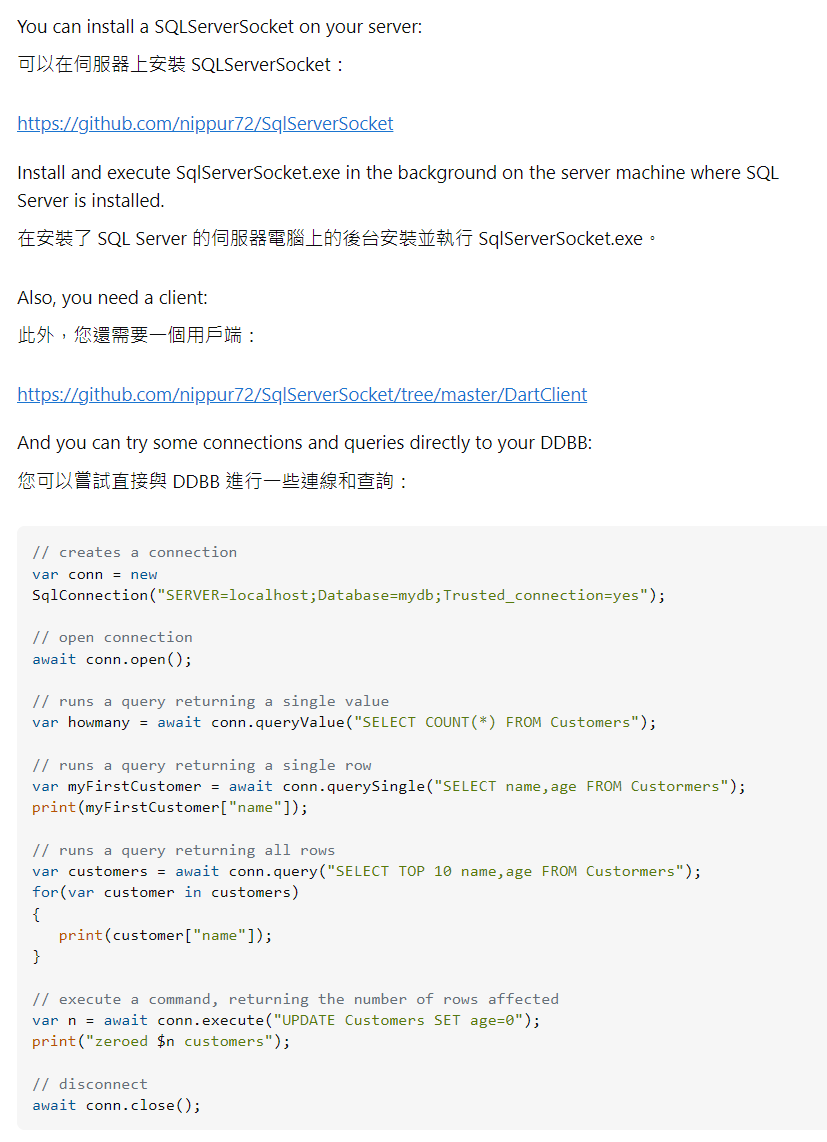 You can install a SQLServerSocket on your server:
可以在伺服器上安裝 SQLServerSocket：
https://github.com/nippur72/SqlServerSocket
Install and execute SqlServerSocket.exe in the background on the server machine where SQL
Server is installed.
在安裝了 SQL Server 的伺服器電腦上的後台安裝並執行 SqlServerSocket.exe。
Also, you need a client:
此外，您還需要一個用戶端：
https://github.com/nippur72/SqlServerSocket/tree/master/DartClient
And you can try some connections and queries directly to your DDBB:
您可以嘗試直接與 DDBB 進行一些連線和查詢：
// creates a connection
var conn = new
SqlConnection("SERVER=localhost;Database=mydb;Trusted_connection=yes");
// open connection
await conn.open();
// runs a query returning a single value
var howmany = await conn.queryValue("SELECT COUNT(*) FROM Customers");
// runs a query returning a single row
var myFirstCustomer = await conn.querySingle("SELECT name,age FROM Custormers");
print(myFirstCustomer["name"]);
// runs a query returning all rows
var customers = await conn.query("SELECT TOP 10 name,age FROM Custormers");
for(var customer in customers)
{
   print(customer["name"]);
}
// execute a command, returning the number of rows affected
var n = await conn.execute("UPDATE Customers SET age=0");
print("zeroed $n customers");
// disconnect
await conn.close();